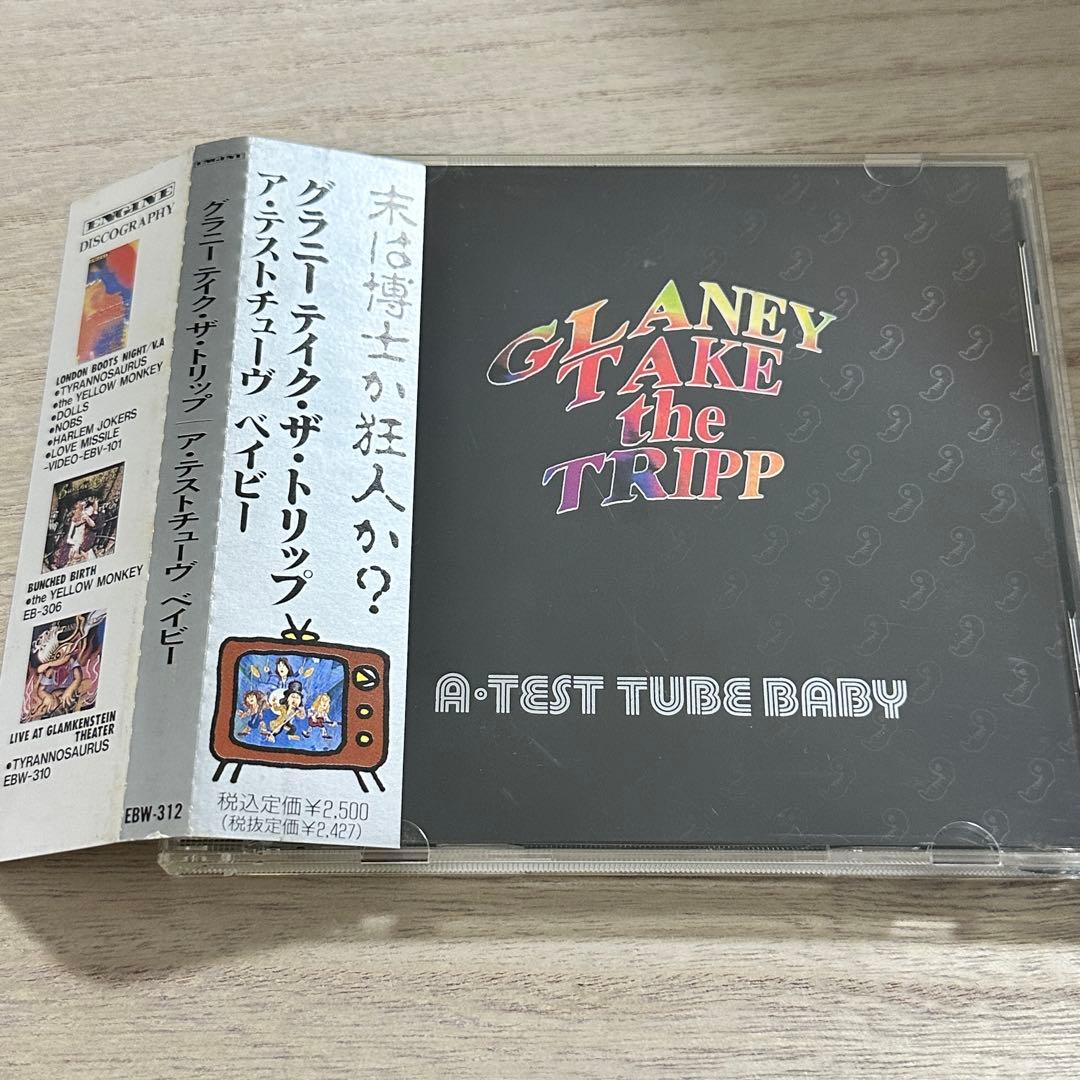 ENGINE
DISCOGRAPHY
LONDON BOOTS NIGHT/V.A
•TYRANNOSAURUS
•the YELLOW MONKEY
•DOLLS
•NOBS
•HARLEM JOKERS
•LOVE MISSILE
-VIDEO-EBV-101
BUNCHED BIRTH
•the YELLOW MONKEY
EB-306
LIVE AT GLAMKENSTEIN
THEATER
•TYRANNOSAURUS
EBW-310
ENGINE
グラニー テイク・ザ・トリップ│ア・テストチューヴ ベイビー
EBW-312
末は博士か狂人か?
グラニー テイク・ザ・トリップ
ア・テストチューヴ ベイビー
税込定価¥2,500
(税抜定価¥2,427)
GLANEY
TAKE
the
TRIPP
A•TEST TUBE BABY